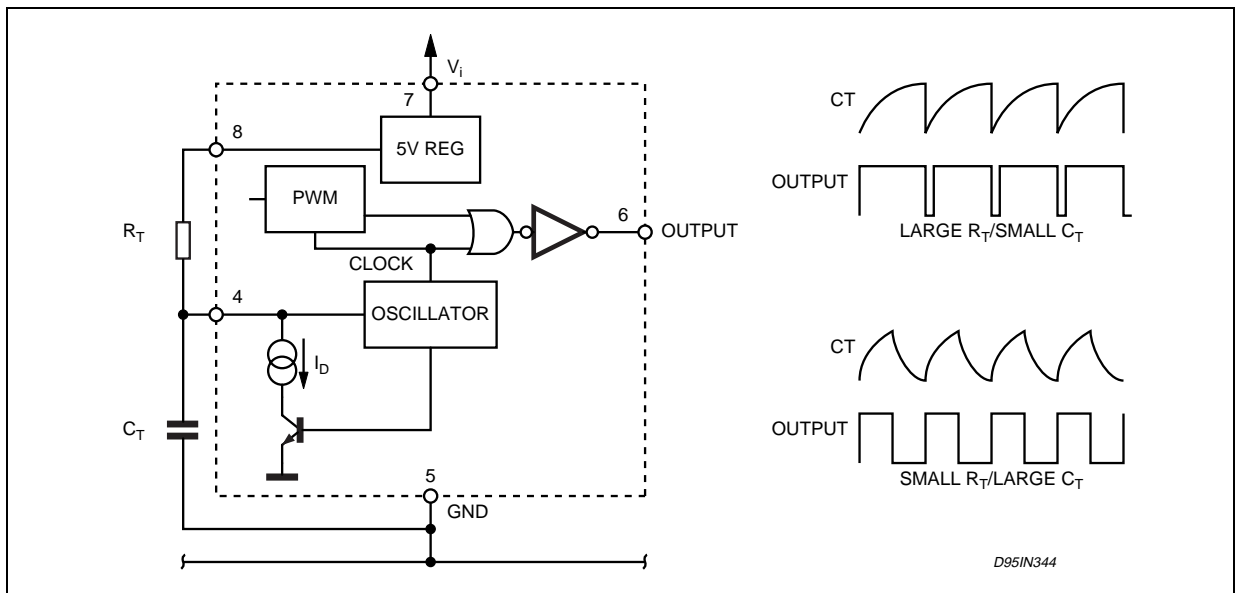 Vi
7
8
5V REG
PWM
6
OUTPUT
RT
CLOCK
4
OSCILLATOR
ID
CT
5
GND
CT
OUTPUT
LARGE RT/SMALL CT
CT
OUTPUT
SMALL RT/LARGE CT
D95IN344